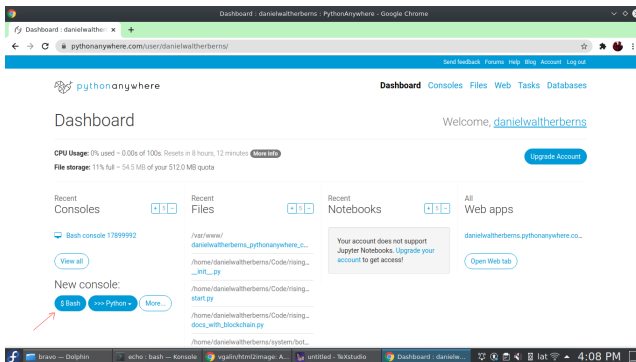 Dashboard : danielwaltherberns : PythonAnywhere - Google Chrome
Dashboard : danielwalther
pythonanywhere.com/user/danielwaltherberns/
Send feedback Forums Help Blog Account Log out
pythonanywhere
Dashboard Consoles Files Web Tasks Databases
Dashboard
Welcome, danielwaltherberns
CPU Usage: 0% used – 0.00s of 100s. Resets in 8 hours, 12 minutes More Info
File storage: 11% full – 54.5 MB of your 512.0 MB quota
Upgrade Account
Recent
Consoles
+ 5 −
Bash console 17899992
View all
New console:
$ Bash
>>> Python
More...
Recent
Files
+ 5 −
/var/www/
danielwaltherberns_pythonanywhere_c...
/home/danielwaltherberns/Code/rising...
__init__.py
/home/danielwaltherberns/Code/rising...
start.py
/home/danielwaltherberns/Code/rising...
docs_with_blockchain.py
/home/danielwaltherberns/system/bot...
Recent
Notebooks
+ 5 −
Your account does not support
Jupyter Notebooks. Upgrade your
account to get access!
All
Web apps
danielwaltherberns.pythonanywhere.co...
Open Web tab
bravo — Dolphin
echo : bash — Konsole
vgalin/html2image: A...
untitled - TeXstudio
Dashboard : danielw...
lat
4:08 PM